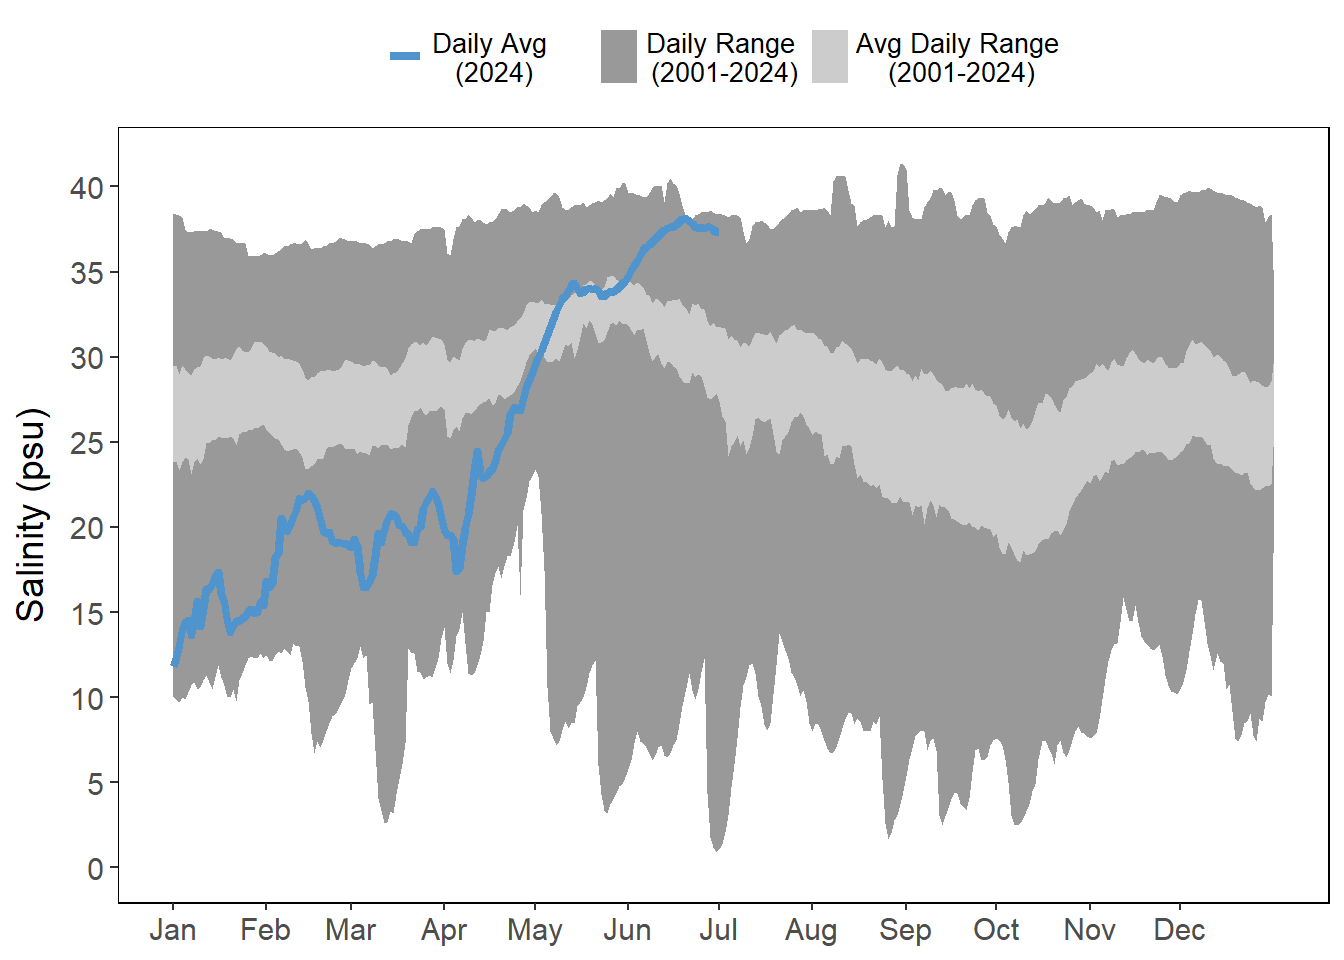 Daily Avg
(2024)
Daily Range
(2001-2024)
Avg Daily Range
(2001-2024)
Salinity (psu)
40
35
30
25
20
15
10
5
0
Jan Feb Mar Apr May Jun Jul Aug Sep Oct Nov Dec